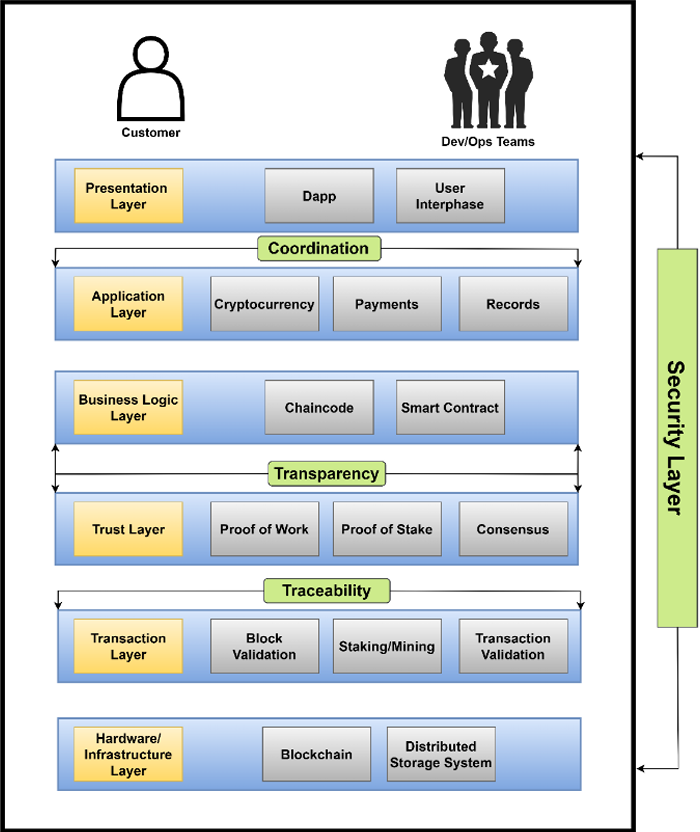 Customer
Dev/Ops Teams
Presentation
Layer
Dapp
User
Interphase
Coordination
Application
Layer
Cryptocurrency
Payments
Records
Business Logic
Layer
Chaincode
Smart Contract
Transparency
Trust Layer
Proof of Work
Proof of Stake
Consensus
Traceability
Transaction
Layer
Block
Validation
Staking/Mining
Transaction
Validation
Hardware/
Infrastructure
Layer
Blockchain
Distributed
Storage System
Security Layer